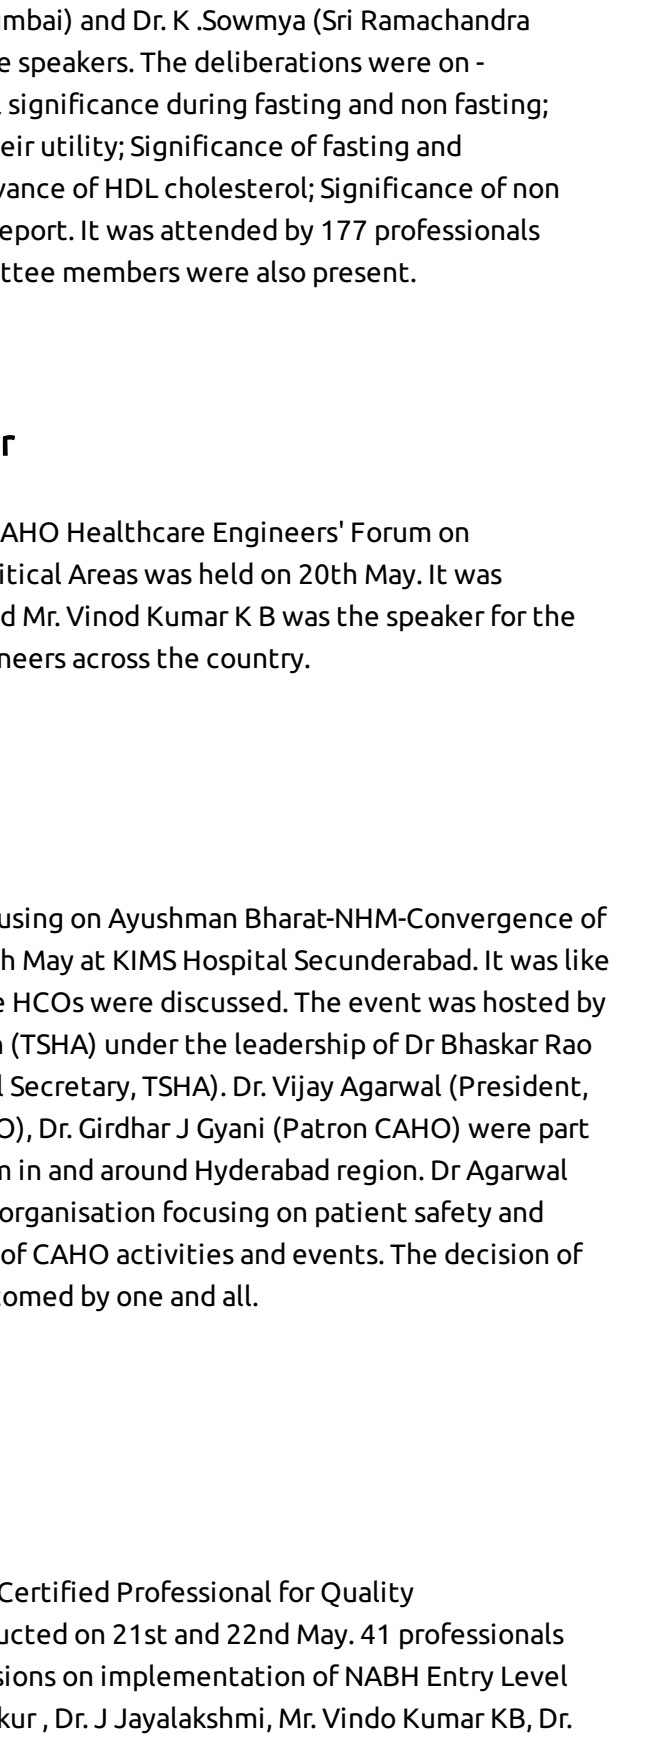 umbai) and Dr. K .Sowmya (Sri Ramachandra
e speakers. The deliberations were on -
significance during fasting and non fasting;
eir utility; Significance of fasting and
vance of HDL cholesterol; Significance of non
eport. It was attended by 177 professionals
ttee members were also present.
r
AHO Healthcare Engineers' Forum on
itical Areas was held on 20th May. It was
d Mr. Vinod Kumar K B was the speaker for the
neers across the country.
using on Ayushman Bharat-NHM-Convergence of
h May at KIMS Hospital Secunderabad. It was like
e HCOs were discussed. The event was hosted by
n (TSHA) under the leadership of Dr Bhaskar Rao
l Secretary, TSHA). Dr. Vijay Agarwal (President,
O), Dr. Girdhar J Gyani (Patron CAHO) were part
m in and around Hyderabad region. Dr Agarwal
organisation focusing on patient safety and
of CAHO activities and events. The decision of
comed by one and all.
Certified Professional for Quality
ucted on 21st and 22nd May. 41 professionals
sions on implementation of NABH Entry Level
kur , Dr. J Jayalakshmi, Mr. Vindo Kumar KB, Dr.